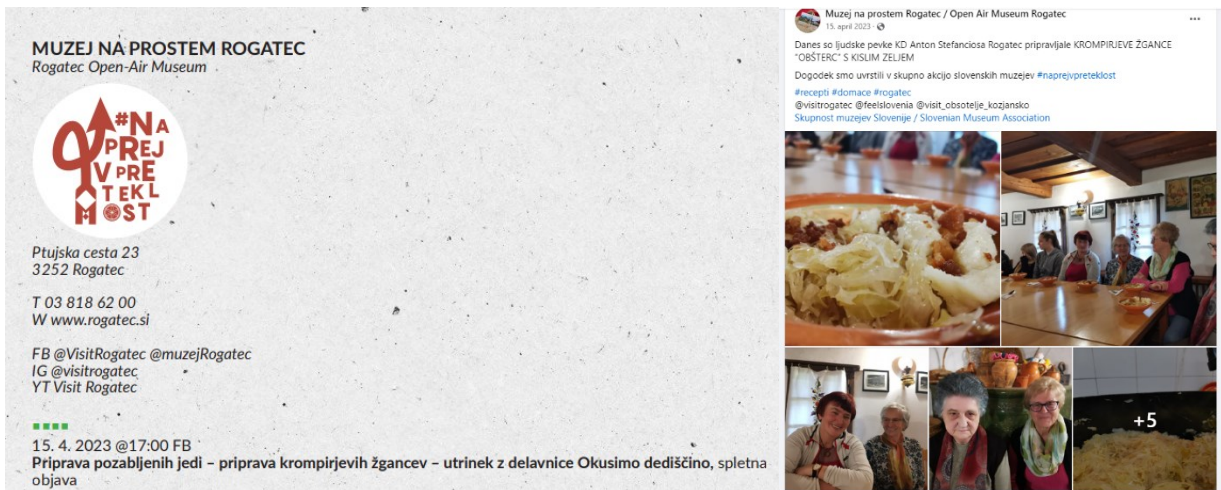 MUZEJ NA PROSTEM ROGATEC
Rogatec Open-Air Museum
#NA
PREJ
V PRE
TEKL
OST
Ptujska cesta 23
3252 Rogatec
T 03 818 62 00
W www.rogatec.si
FB @VisitRogatec @muzejRogatec
IG @visitrogatec
YT Visit Rogatec
15. 4. 2023 @17:00 FB
Priprava pozabljenih jedi – priprava krompirjevih žgancev – utrinek z delavnice Okusimo dediščino, spletna
objava
Muzej na prostem Rogatec / Open Air Museum Rogatec
15. april 2023 ·
Danes so ljudske pevke KD Anton Stefanciosa Rogatec pripravljale KROMPIRJEVE ŽGANCE
"OBŠTERC" S KISLIM ZELJEM
Dogodek smo uvrstili v skupno akcijo slovenskih muzejev #naprejvpreteklost
#recepti #domace #rogatec
@visitrogatec @feelslovenia @visit_obsotelje_kozjansko
Skupnost muzejev Slovenije / Slovenian Museum Association
+5